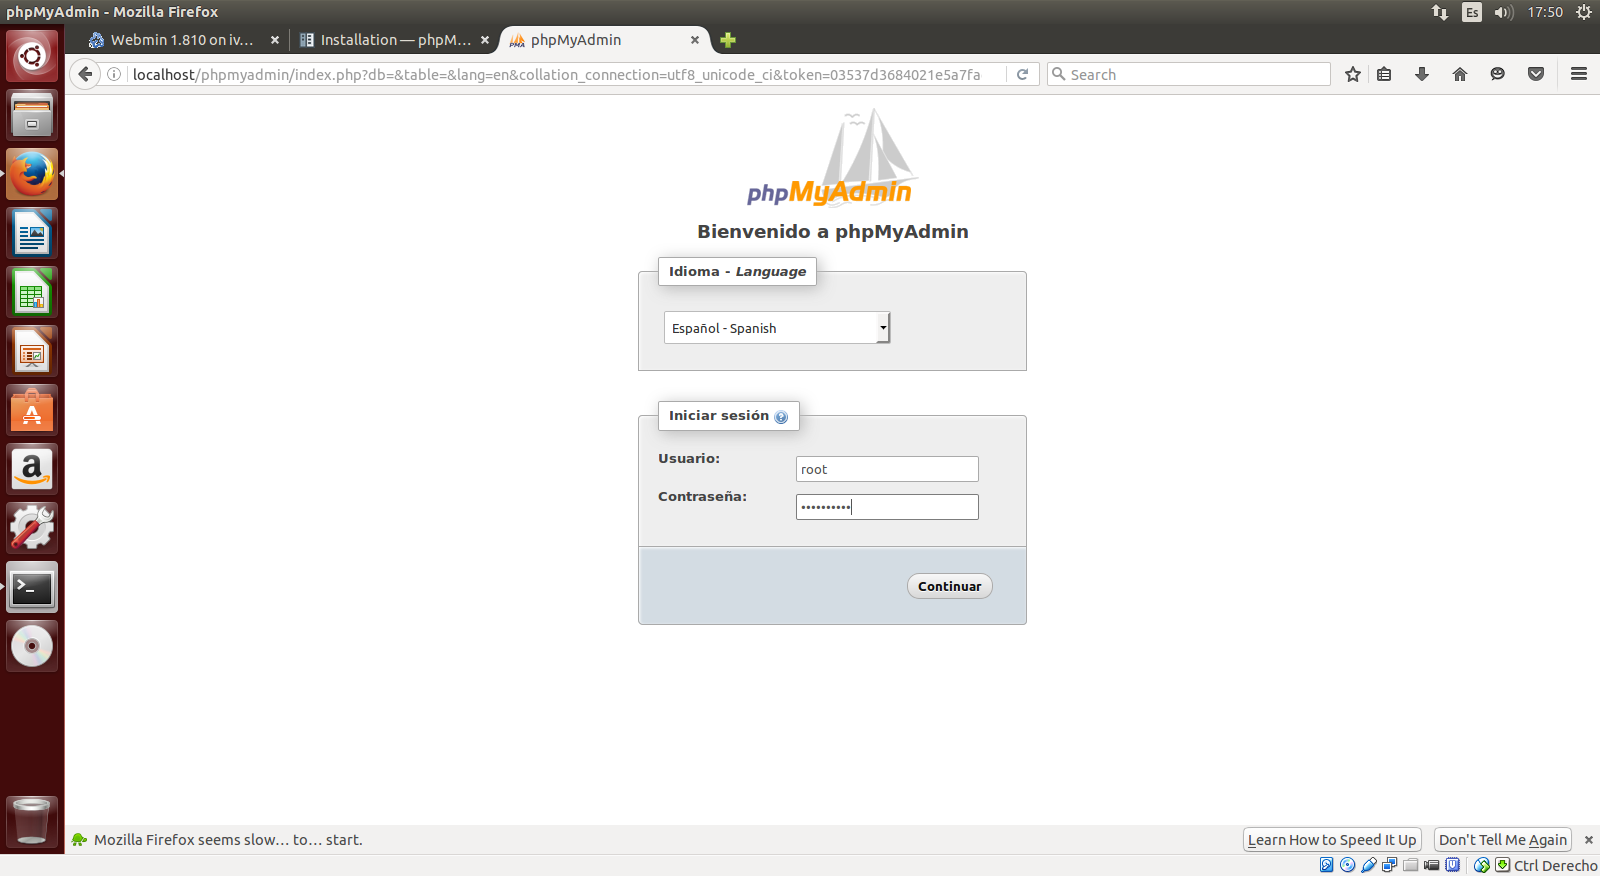 phpMyAdmin - Mozilla Firefox
Es
17:50
Webmin 1.810 on iv...
Installation — phpM...
PMA
phpMyAdmin
localhost/phpmyadmin/index.php?db=&table=&lang=en&collation_connection=utf8_unicode_ci&token=03537d3684021e5a7fa
Search
phpMyAdmin
Bienvenido a phpMyAdmin
Idioma - Language
Español - Spanish
Iniciar sesión
Usuario:
root
Contraseña:
••••••••••
Continuar
Mozilla Firefox seems slow... to... start.
Learn How to Speed It Up
Don't Tell Me Again
Ctrl Derecho